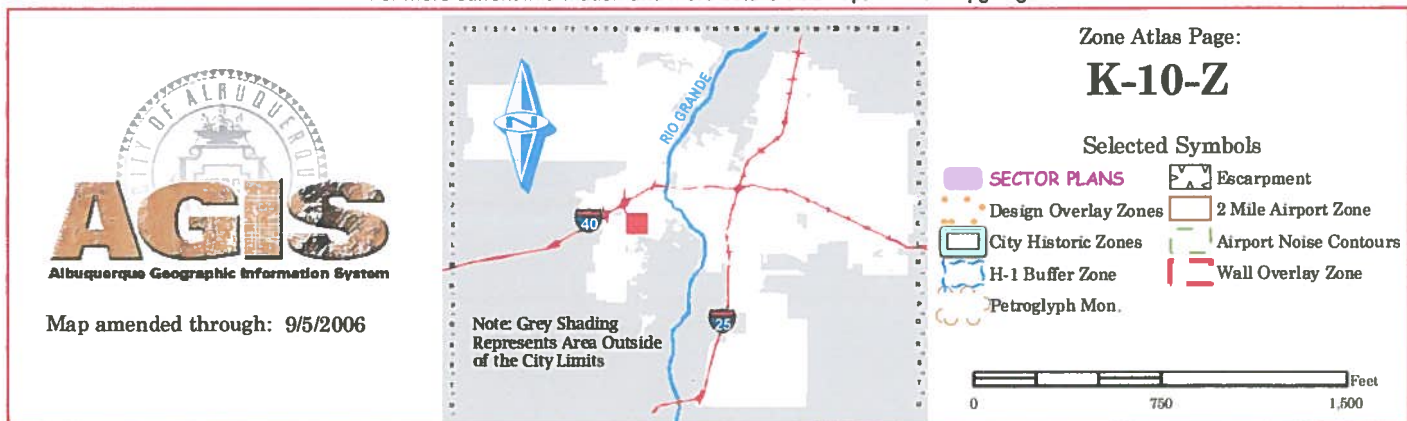 CITY OF ALBUQUERQUE
AGIS
Albuquerque Geographic Information System
Map amended through: 9/5/2006
N
RIO GRANDE
40
25
Note: Grey Shading
Represents Area Outside
of the City Limits
Zone Atlas Page:
K-10-Z
Selected Symbols
SECTOR PLANS
Escarpment
Design Overlay Zones
2 Mile Airport Zone
City Historic Zones
Airport Noise Contours
H-1 Buffer Zone
Wall Overlay Zone
Petroglyph Mon.
Feet
0 750 1,500